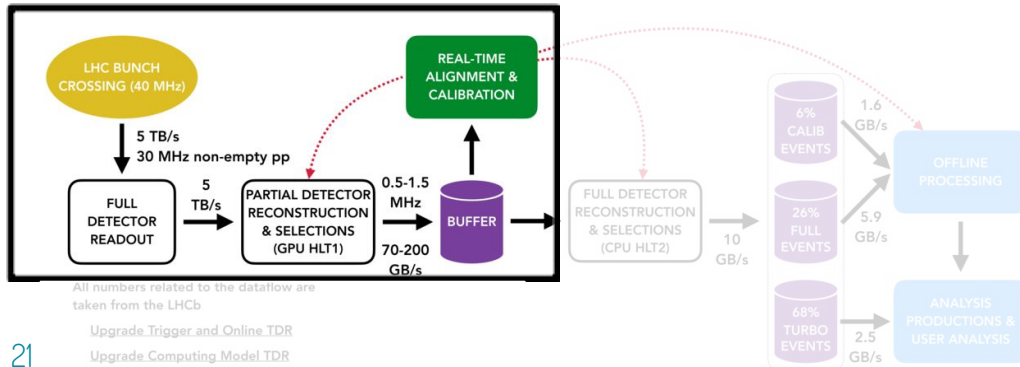 LHC BUNCH
CROSSING (40 MHz)
5 TB/s
30 MHz non-empty pp
FULL
DETECTOR
READOUT
5
TB/s
PARTIAL DETECTOR
RECONSTRUCTION
& SELECTIONS
(GPU HLT1)
0.5-1.5
MHz
70-200
GB/s
REAL-TIME
ALIGNMENT &
CALIBRATION
BUFFER
FULL DETECTOR
RECONSTRUCTION
& SELECTIONS
(CPU HLT2)
10
GB/s
6%
CALIB
EVENTS
26%
FULL
EVENTS
68%
TURBO
EVENTS
1.6
GB/s
5.9
GB/s
2.5
GB/s
OFFLINE
PROCESSING
ANALYSIS
PRODUCTIONS &
USER ANALYSIS
All numbers related to the dataflow are
taken from the LHCb
Upgrade Trigger and Online TDR
Upgrade Computing Model TDR
21